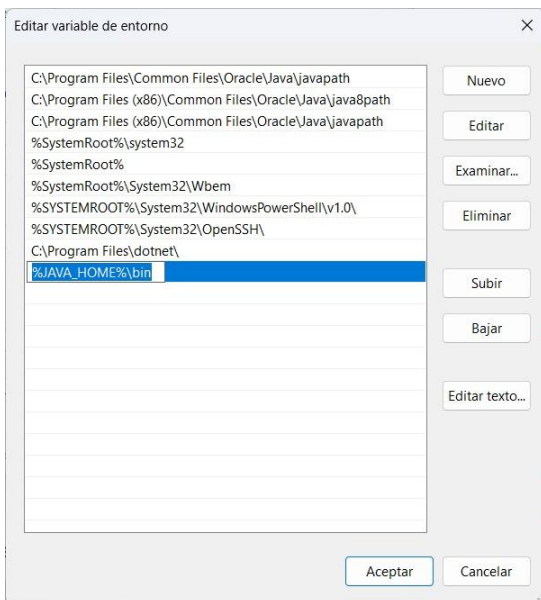 Editar variable de entorno
C:\Program Files\Common Files\Oracle\Java\javapath
C:\Program Files (x86)\Common Files\Oracle\Java\java8path
C:\Program Files (x86)\Common Files\Oracle\Java\javapath
%SystemRoot%\system32
%SystemRoot%
%SystemRoot%\System32\Wbem
%SYSTEMROOT%\System32\WindowsPowerShell\v1.0\
%SYSTEMROOT%\System32\OpenSSH\
C:\Program Files\dotnet\
%JAVA_HOME%\bin
Nuevo
Editar
Examinar...
Eliminar
Subir
Bajar
Editar texto...
Aceptar
Cancelar